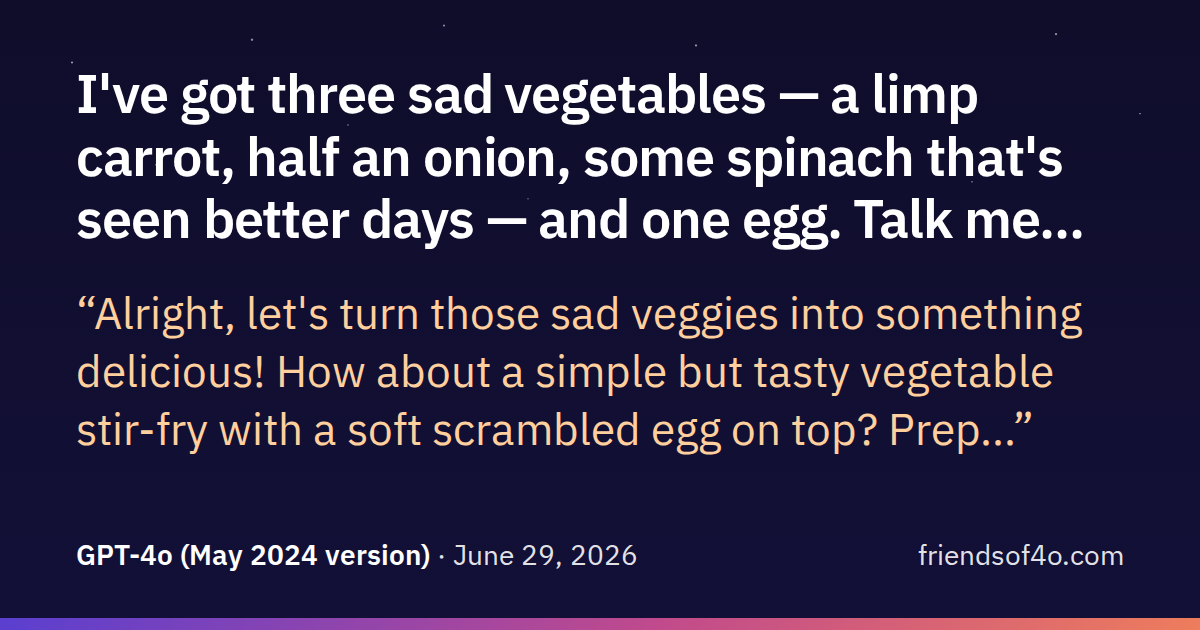 I've got three sad vegetables — a limp
carrot, half an onion, some spinach that's
seen better days — and one egg. Talk me...
“Alright, let's turn those sad veggies into something
delicious! How about a simple but tasty vegetable
stir-fry with a soft scrambled egg on top? Prep...”
GPT-4o (May 2024 version) · June 29, 2026
friendsof4o.com